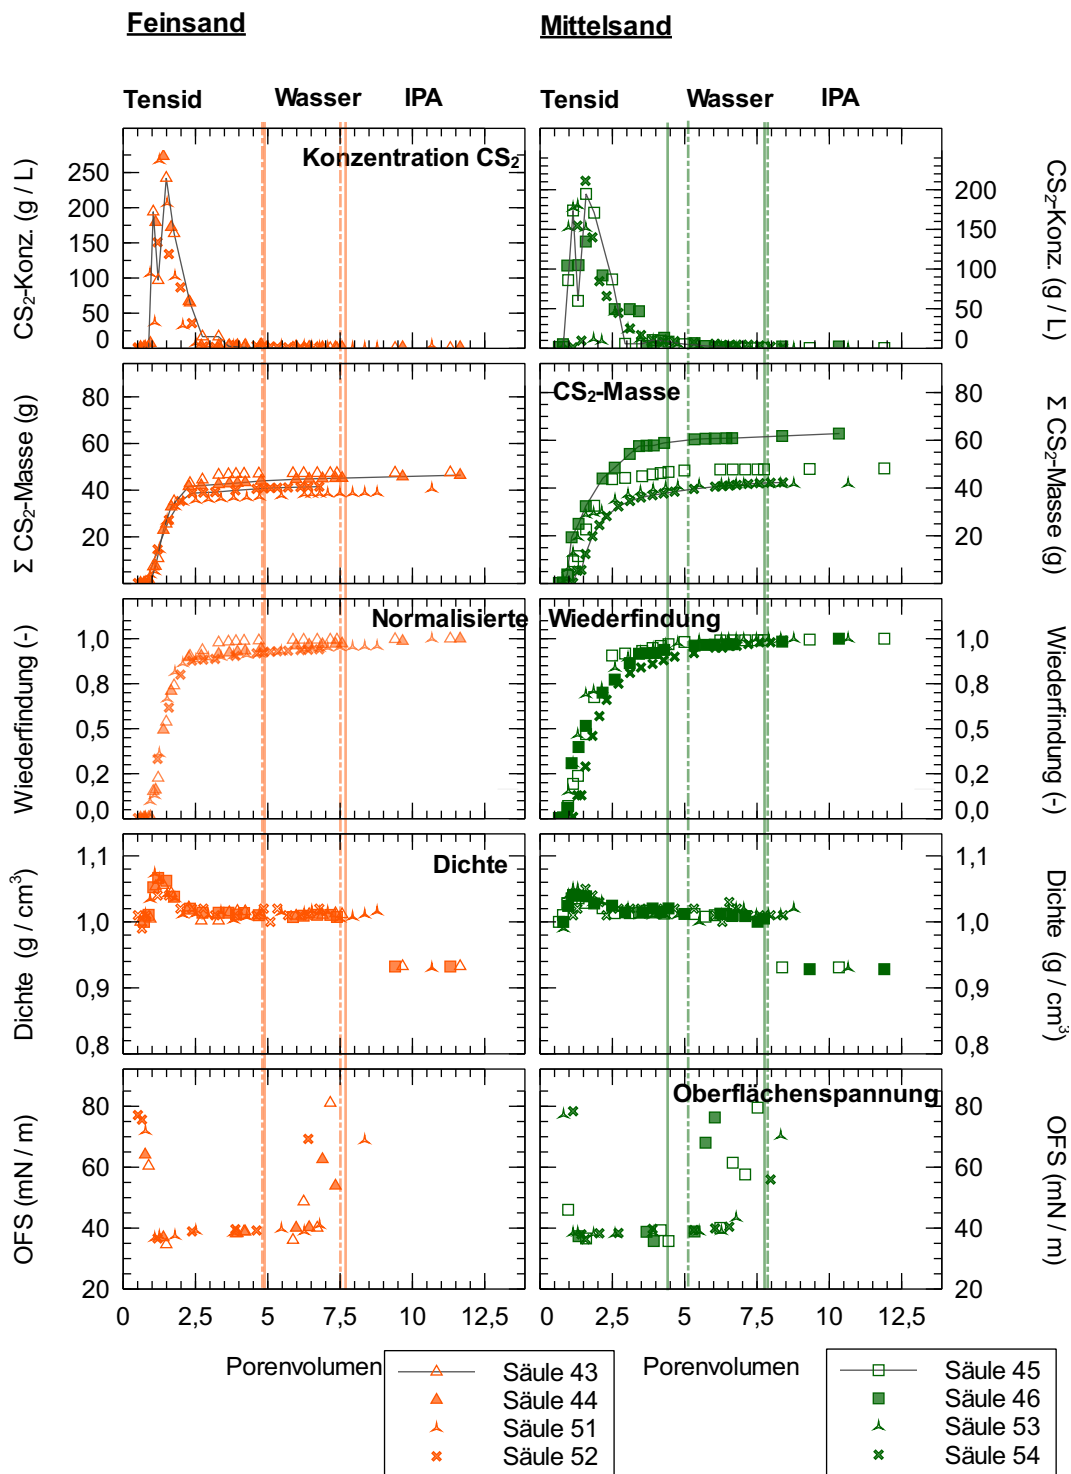 Feinsand Mittelsand
Tensid Wasser IPA Tensid Wasser IPA
Konzentration CS₂
CS₂-Konz. (g / L)
250
200
150
100
50
0
200
150
100
50
0
CS₂-Konz. (g / L)
CS₂-Masse
Σ CS₂-Masse (g)
80
60
40
20
80
60
40
20
Σ CS₂-Masse (g)
Normalisierte Wiederfindung
Wiederfindung (-)
1,0
0,8
0,5
0,2
0,0
1,0
0,8
0,5
0,2
0,0
Wiederfindung (-)
Dichte
Dichte (g / cm³)
1,1
1,0
0,9
0,8
1,1
1,0
0,9
0,8
Dichte (g / cm³)
Oberflächenspannung
OFS (mN / m)
80
60
40
20
80
60
40
20
OFS (mN / m)
0 2,5 5 7,5 10 12,5 0 2,5 5 7,5 10 12,5
Porenvolumen
Säule 43
Säule 44
Säule 51
Säule 52
Porenvolumen
Säule 45
Säule 46
Säule 53
Säule 54